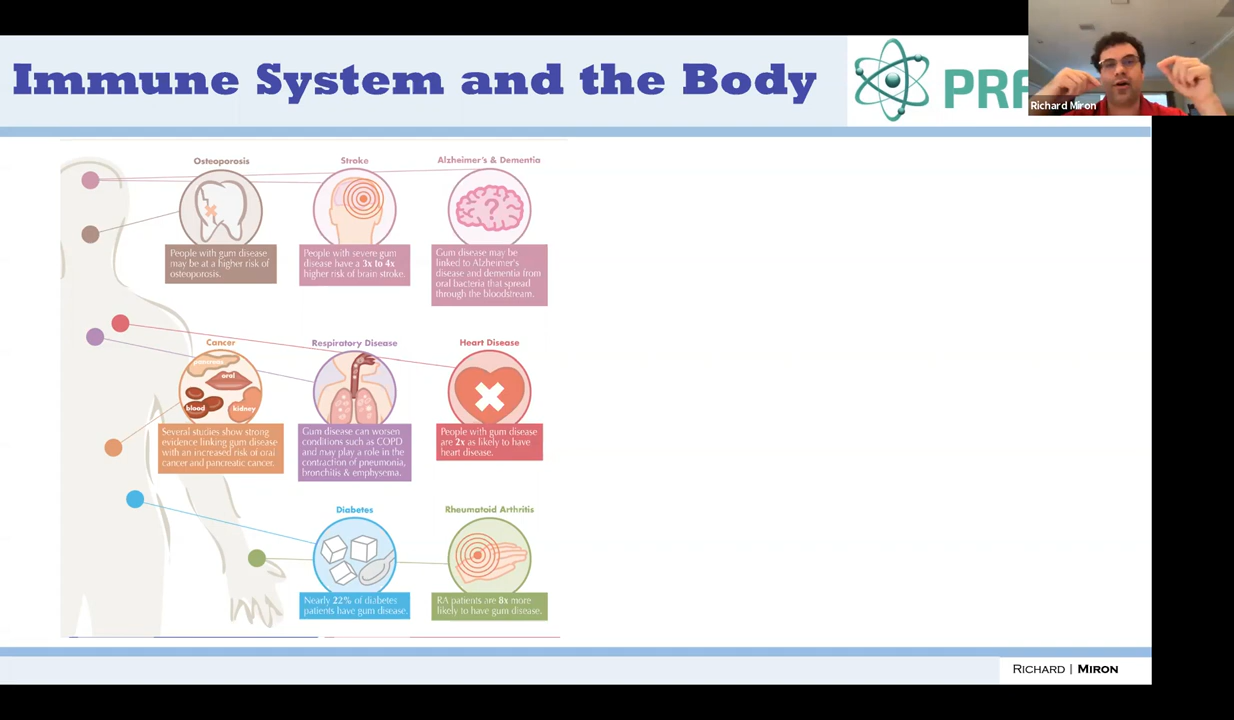 Immune System and the Body
PRF
Richard Miron
Osteoporosis
People with gum disease
may be at a higher risk of
osteoporosis.
Stroke
People with severe gum
disease have a 3x to 4x
higher risk of brain stroke.
Alzheimer's & Dementia
?
Gum disease may be
linked to Alzheimer's
disease and dementia from
oral bacteria that spread
through the bloodstream.
Cancer
pancreas
oral
blood
kidney
Several studies show strong
evidence linking gum disease
with an increased risk of oral
cancer and pancreatic cancer.
Respiratory Disease
Gum disease can worsen
conditions such as COPD
and may play a role in the
contraction of pneumonia,
bronchitis & emphysema.
Heart Disease
People with gum disease
are 2x as likely to have
heart disease.
Diabetes
Nearly 22% of diabetes
patients have gum disease.
Rheumatoid Arthritis
RA patients are 8x more
likely to have gum disease.
RICHARD | MIRON